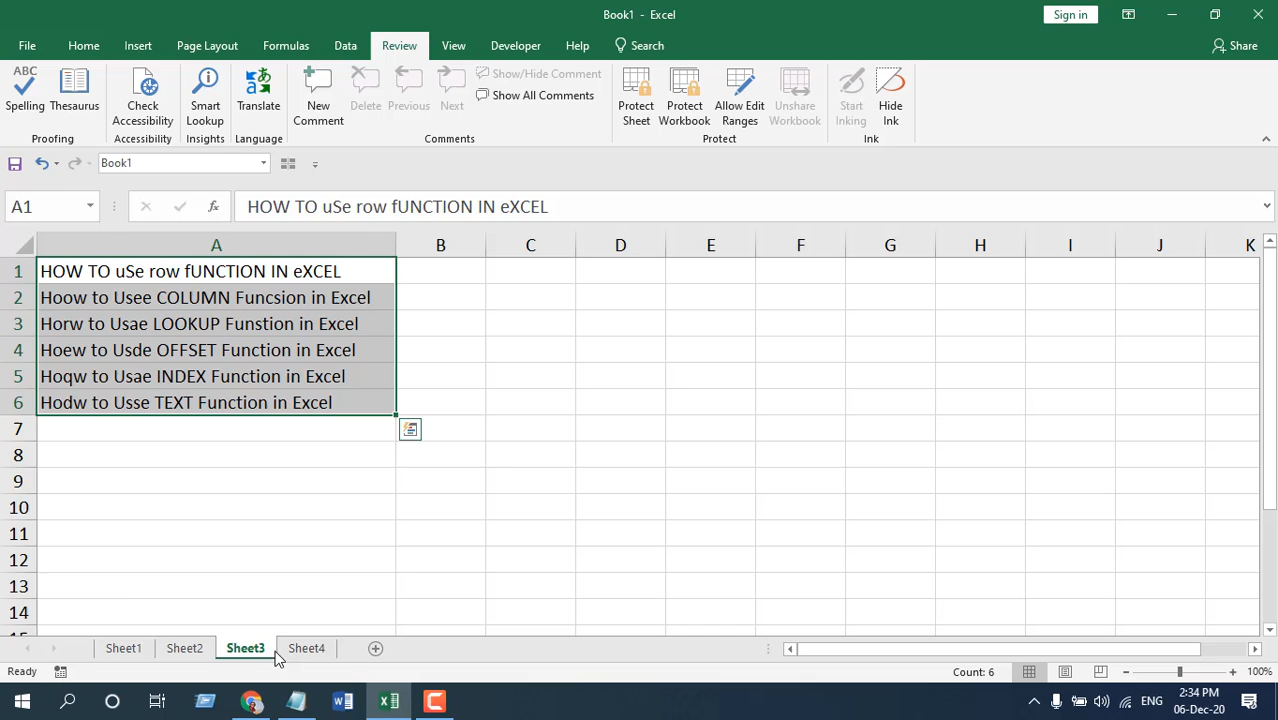 Book1 - Excel
Sign in
File Home Insert Page Layout Formulas Data Review View Developer Help Search Share
ABC
Spelling Thesaurus Check Accessibility Smart Lookup Translate New Comment Delete Previous Next Show/Hide Comment Show All Comments Protect Sheet Protect Workbook Allow Edit Ranges Unshare Workbook Start Inking Hide Ink
Proofing Accessibility Insights Language Comments Protect Ink
Book1
A1 fx HOW TO uSe row fUNCTION IN eXCEL
A B C D E F G H I J K
1 HOW TO uSe row fUNCTION IN eXCEL
2 Hoow to Usee COLUMN Funcsion in Excel
3 Horw to Usae LOOKUP Funstion in Excel
4 Hoew to Usde OFFSET Function in Excel
5 Hoqw to Usae INDEX Function in Excel
6 Hodw to Usse TEXT Function in Excel
7
8
9
10
11
12
13
14
Sheet1 Sheet2 Sheet3 Sheet4
Ready Count: 6 100%
ENG 2:34 PM
06-Dec-20